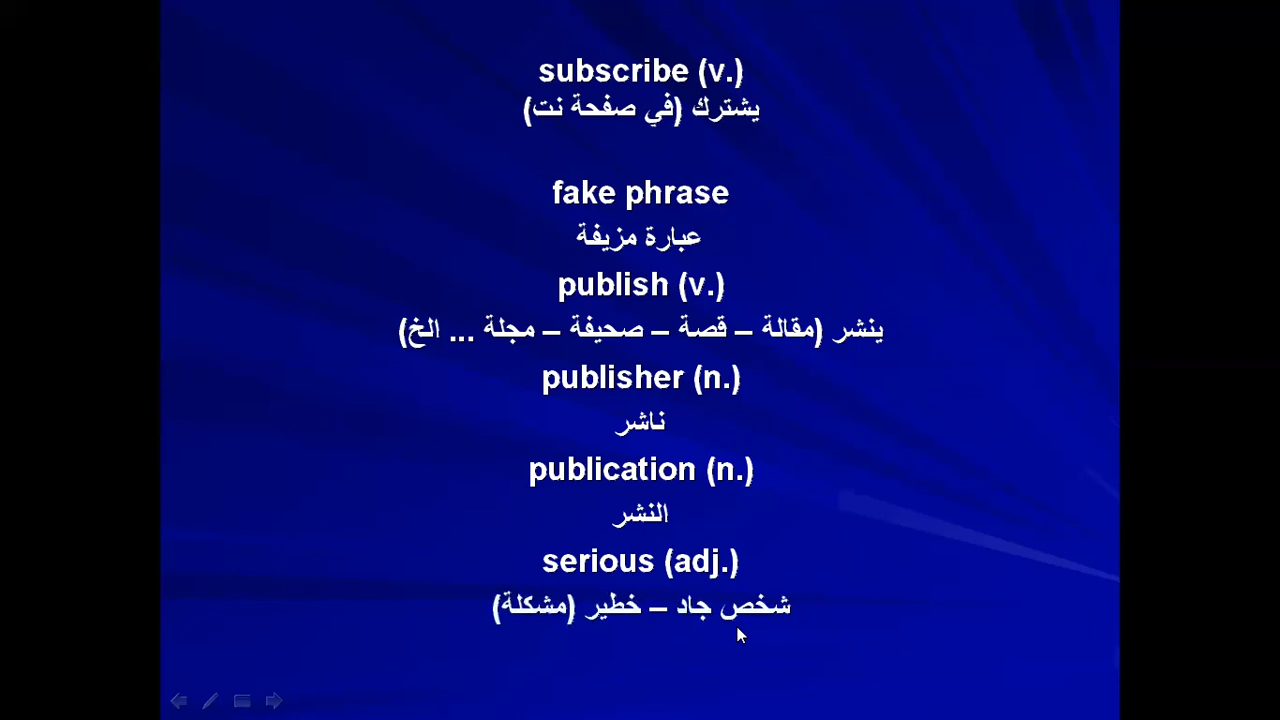 subscribe (v.)
يشترك (في صفحة نت)
fake phrase
عبارة مزيفة
publish (v.)
ينشر (مقالة – قصة – صحيفة – مجلة ... الخ)
publisher (n.)
ناشر
publication (n.)
النشر
serious (adj.)
شخص جاد – خطير (مشكلة)